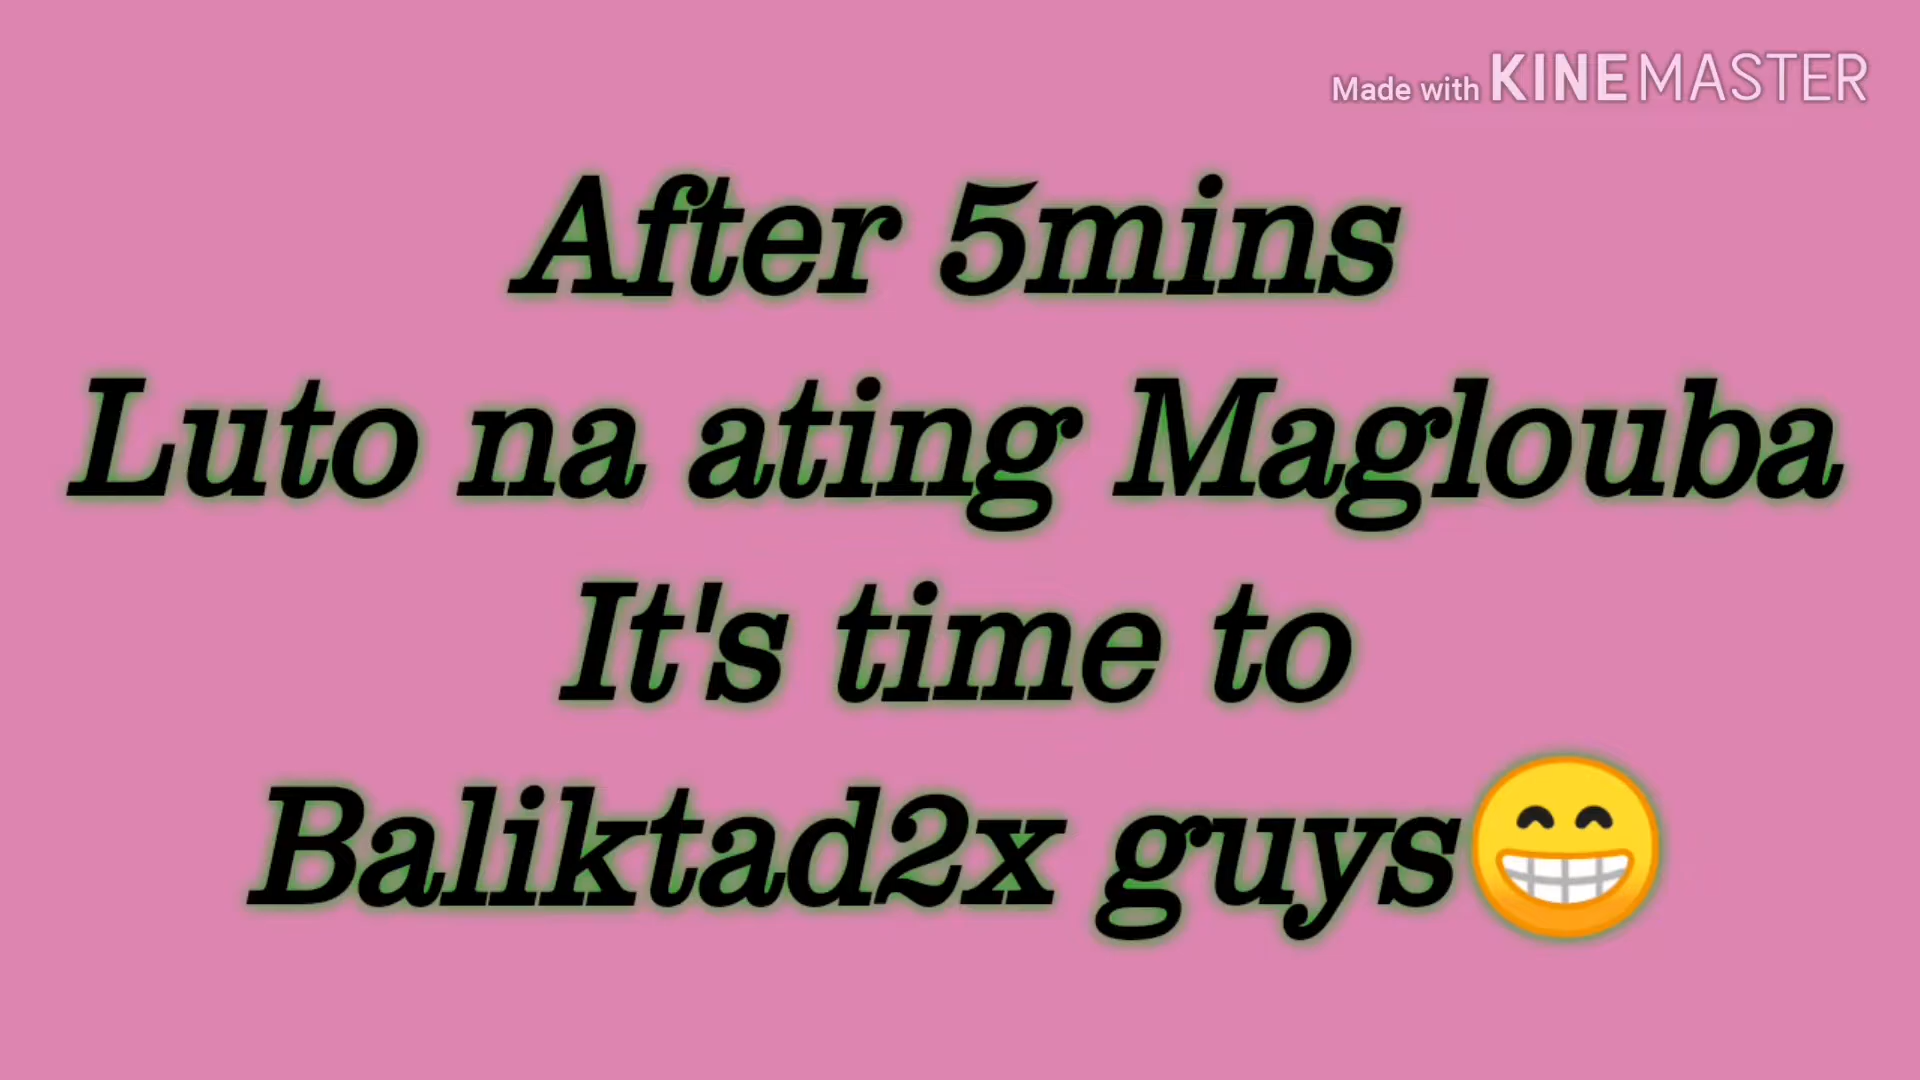 Made with KINEMASTER
After 5mins
Luto na ating Maglouba
It's time to
Baliktad2x guys😁